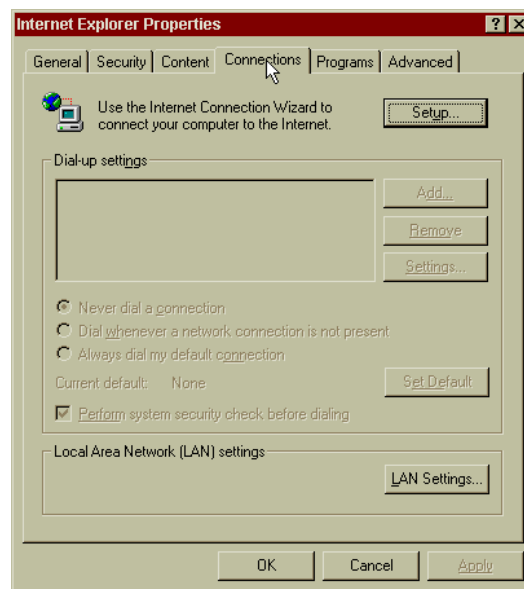 Internet Explorer Properties
General Security Content Connections Programs Advanced
Use the Internet Connection Wizard to
connect your computer to the Internet.
Setup...
Dial-up settings
Add...
Remove
Settings...
Never dial a connection
Dial whenever a network connection is not present
Always dial my default connection
Current default: None
Set Default
Perform system security check before dialing
Local Area Network (LAN) settings
LAN Settings...
OK Cancel Apply